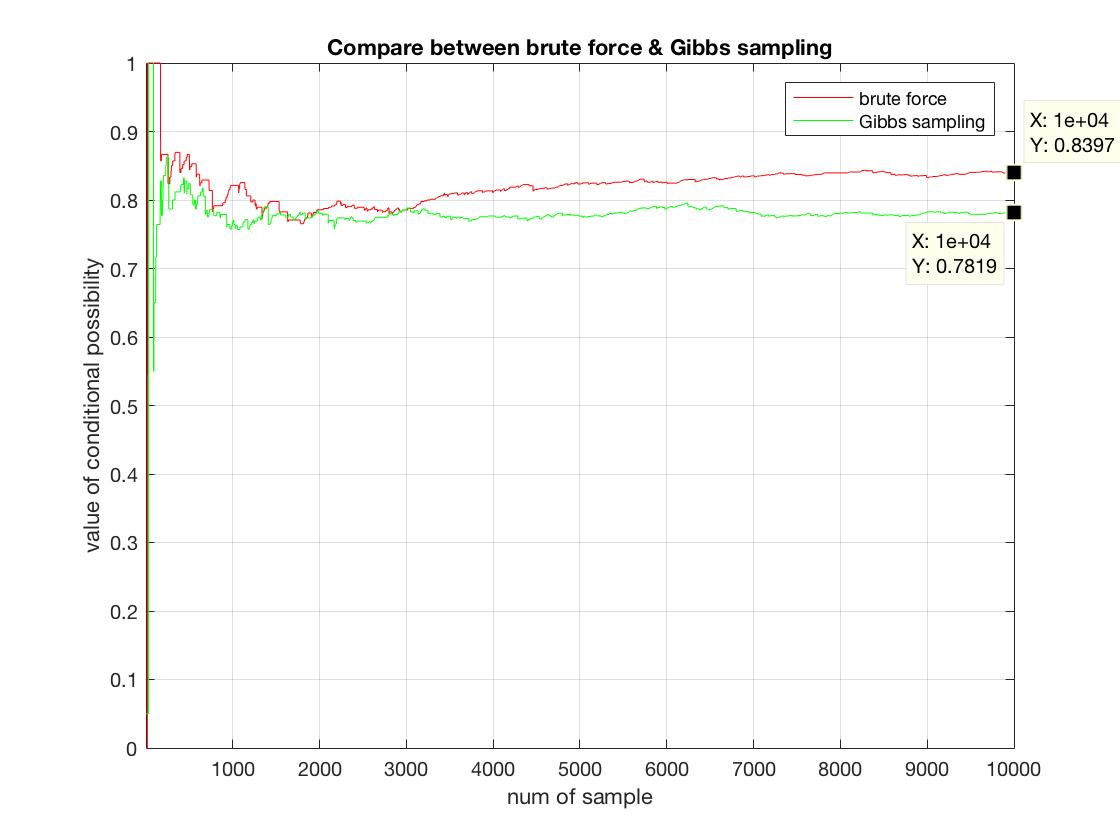 Compare between brute force & Gibbs sampling
brute force
Gibbs sampling
X: 1e+04
Y: 0.8397
X: 1e+04
Y: 0.7819
value of conditional possibility
1
0.9
0.8
0.7
0.6
0.5
0.4
0.3
0.2
0.1
0
1000 2000 3000 4000 5000 6000 7000 8000 9000 10000
num of sample